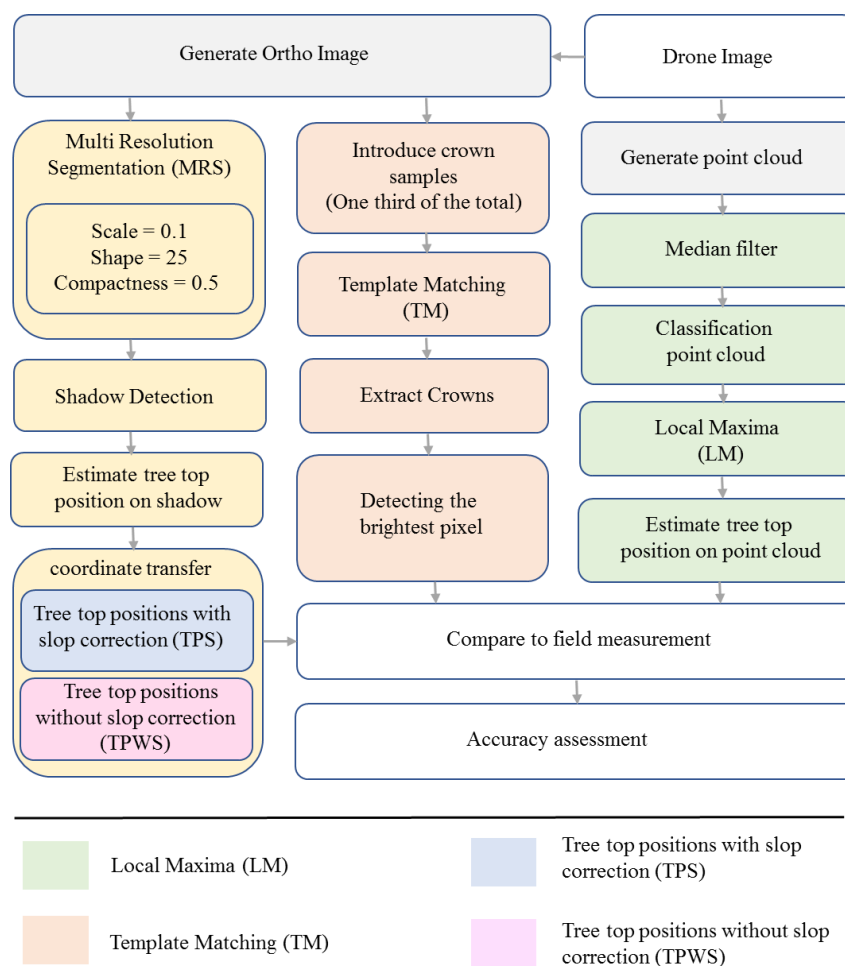 Generate Ortho Image
Drone Image
Multi Resolution
Segmentation (MRS)
Scale = 0.1
Shape = 25
Compactness = 0.5
Shadow Detection
Estimate tree top
position on shadow
coordinate transfer
Tree top positions with
slop correction (TPS)
Tree top positions
without slop correction
(TPWS)
Introduce crown
samples
(One third of the total)
Template Matching
(TM)
Extract Crowns
Detecting the
brightest pixel
Generate point cloud
Median filter
Classification
point cloud
Local Maxima
(LM)
Estimate tree top
position on point cloud
Compare to field measurement
Accuracy assessment
Local Maxima (LM)
Tree top positions with slop
correction (TPS)
Template Matching (TM)
Tree top positions without slop
correction (TPWS)